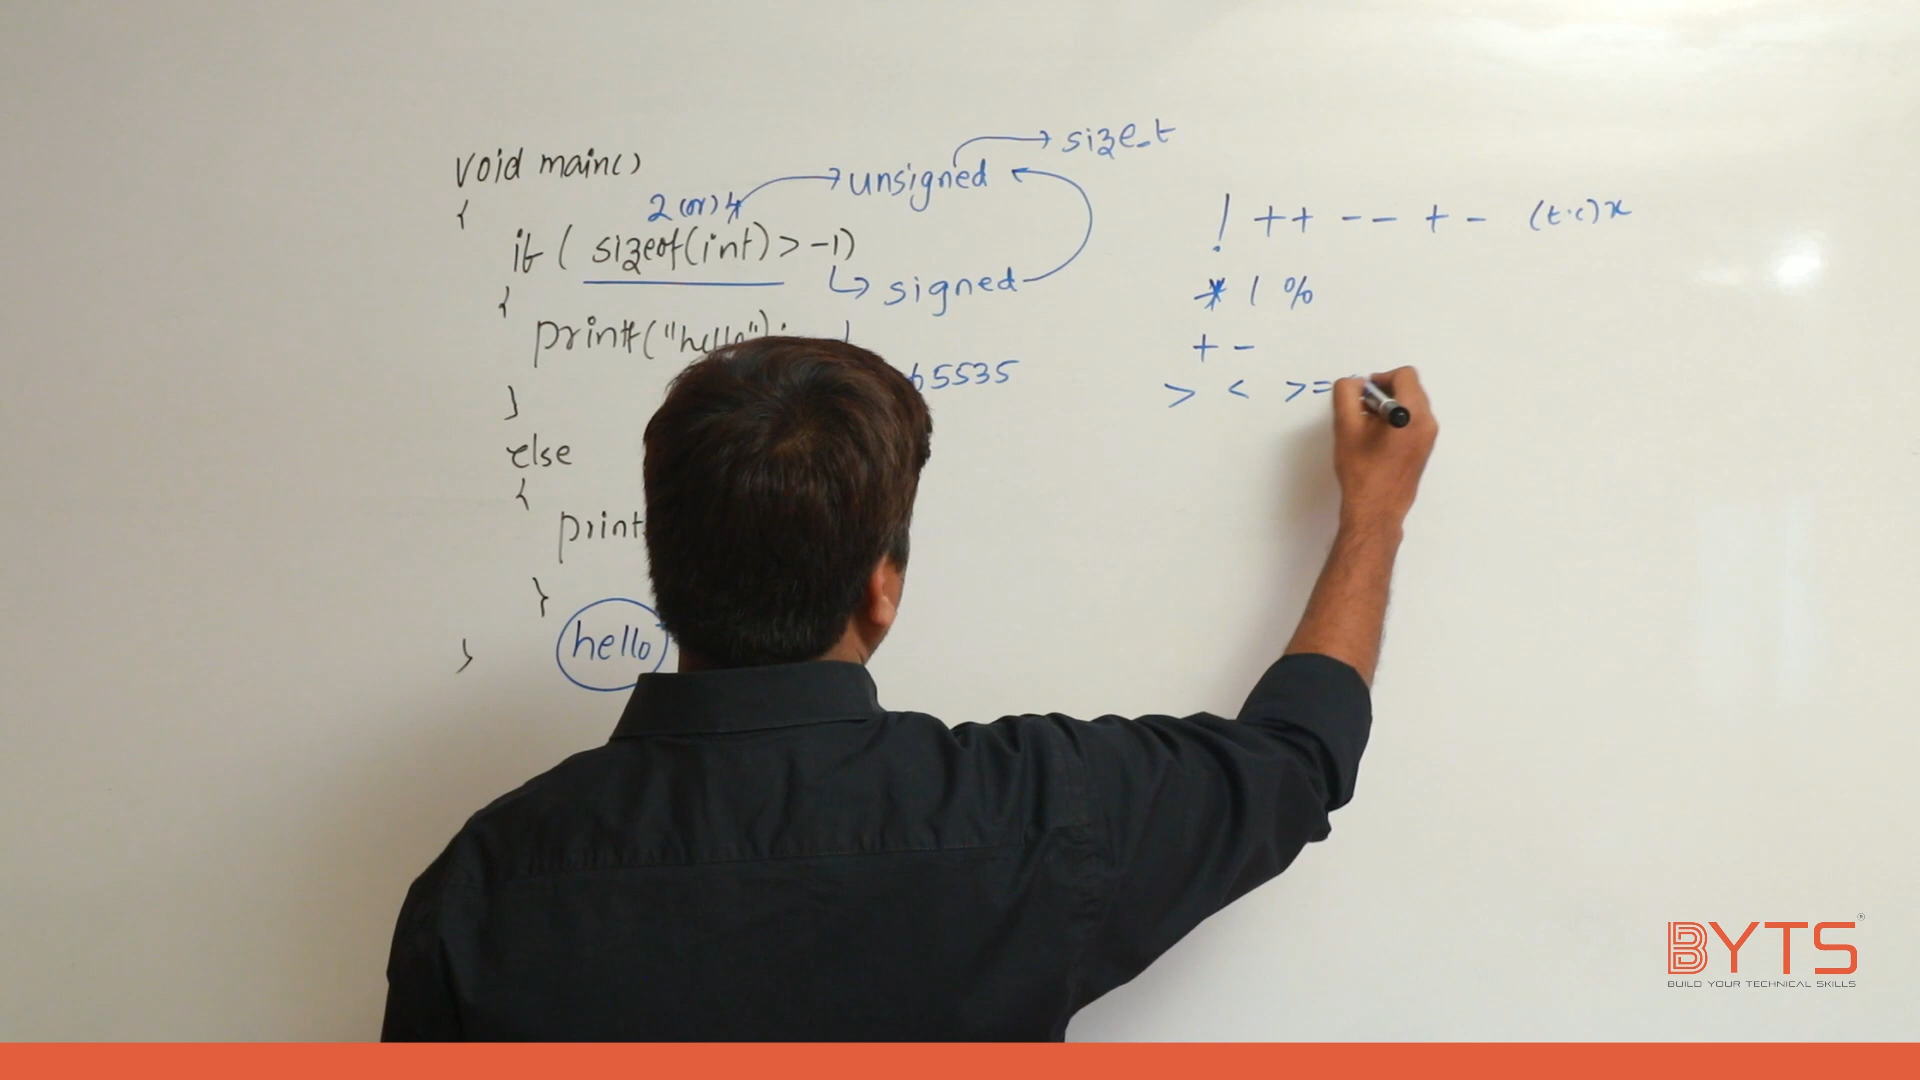 void main()
{
if ( sizeof(int) > -1)
2 (or) 4
unsigned
size_t
signed
{
printf("hello");
65535
}
else
{
}
hello
}
! ++ -- + - (t.c)x
* / %
+ -
> < >=
BYTS
BUILD YOUR TECHNICAL SKILLS